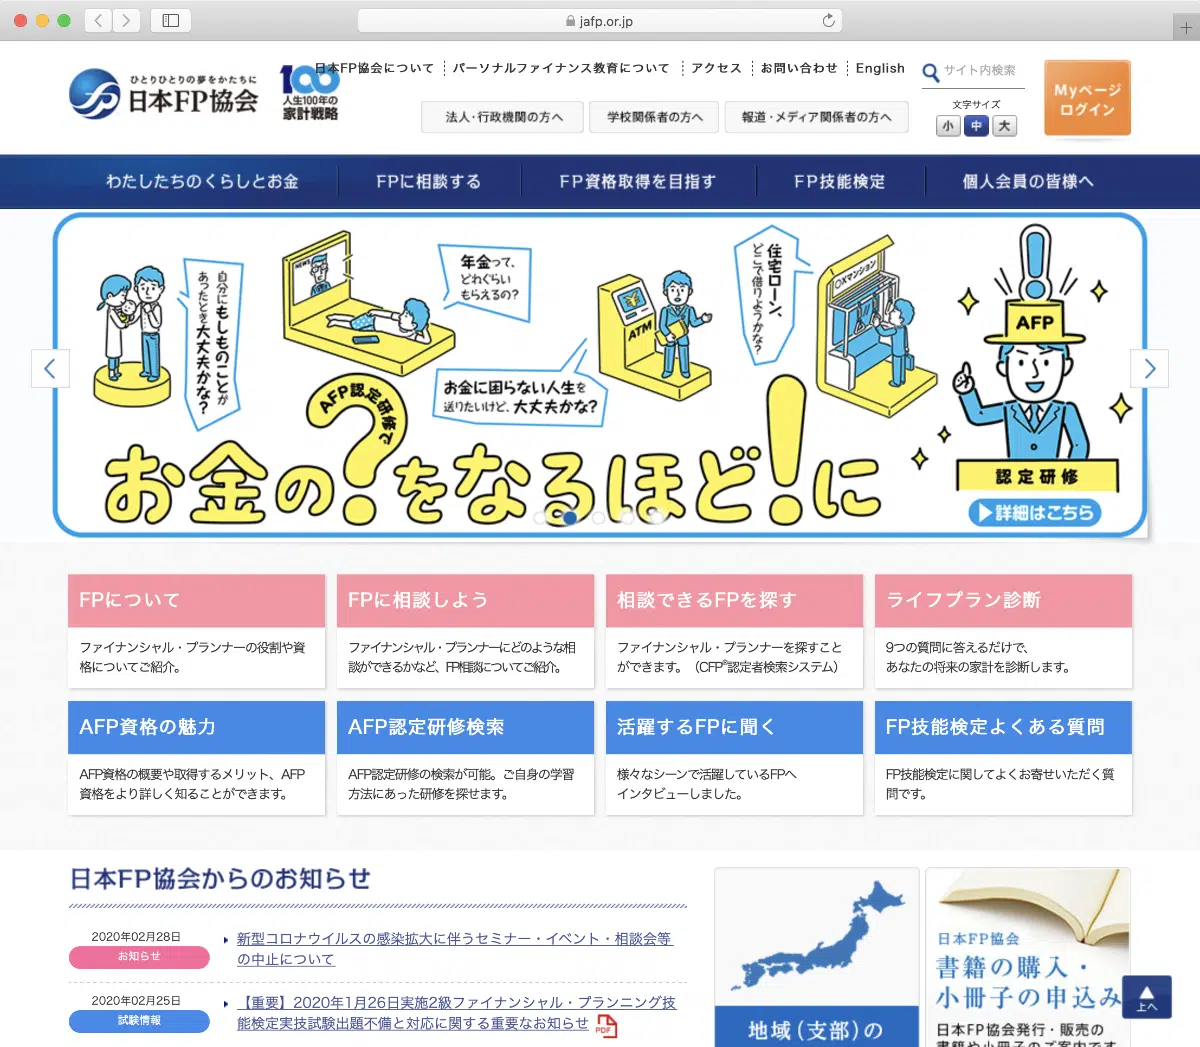 jafp.or.jp
ひとりひとりの夢をかたちに
日本FP協会
100
人生100年の
家計戦略
日本FP協会について
パーソナルファイナンス教育について
アクセス
お問い合わせ
English
サイト内検索
文字サイズ
小
中
大
Myページ
ログイン
法人・行政機関の方へ
学校関係者の方へ
報道・メディア関係者の方へ
わたしたちのくらしとお金
FPに相談する
FP資格取得を目指す
FP技能検定
個人会員の皆様へ
自分にもしものことが
あったとき大丈夫かな?
NEWS
年金って、
どれぐらい
もらえるの?
ATM
お金に困らない人生を
送りたいけど、大丈夫かな?
住宅ローン、
どこで借りようかな?
○Xマンション
AFP
認定研修
▶詳細はこちら
AFP認定研修で
お金の?をなるほど!に
FPについて
ファイナンシャル・プランナーの役割や資
格についてご紹介。
FPに相談しよう
ファイナンシャル・プランナーにどのような相
談ができるかなど、FP相談についてご紹介。
相談できるFPを探す
ファイナンシャル・プランナーを探すこと
ができます。（CFP®認定者検索システム）
ライフプラン診断
9つの質問に答えるだけで、
あなたの将来の家計を診断します。
AFP資格の魅力
AFP資格の概要や取得するメリット、AFP
資格をより詳しく知ることができます。
AFP認定研修検索
AFP認定研修の検索が可能。ご自身の学習
方法にあった研修を探せます。
活躍するFPに聞く
様々なシーンで活躍しているFPへ
インタビューしました。
FP技能検定よくある質問
FP技能検定に関してよくお寄せいただく質
問です。
日本FP協会からのお知らせ
2020年02月28日
お知らせ
新型コロナウイルスの感染拡大に伴うセミナー・イベント・相談会等
の中止について
2020年02月25日
試験情報
【重要】2020年1月26日実施2級ファイナンシャル・プランニング技
能検定実技試験出題不備と対応に関する重要なお知らせ
PDF
地域（支部）の
日本FP協会
書籍の購入・
小冊子の申込み
日本FP協会発行・販売の
書籍や小冊子のご案内です
上へ